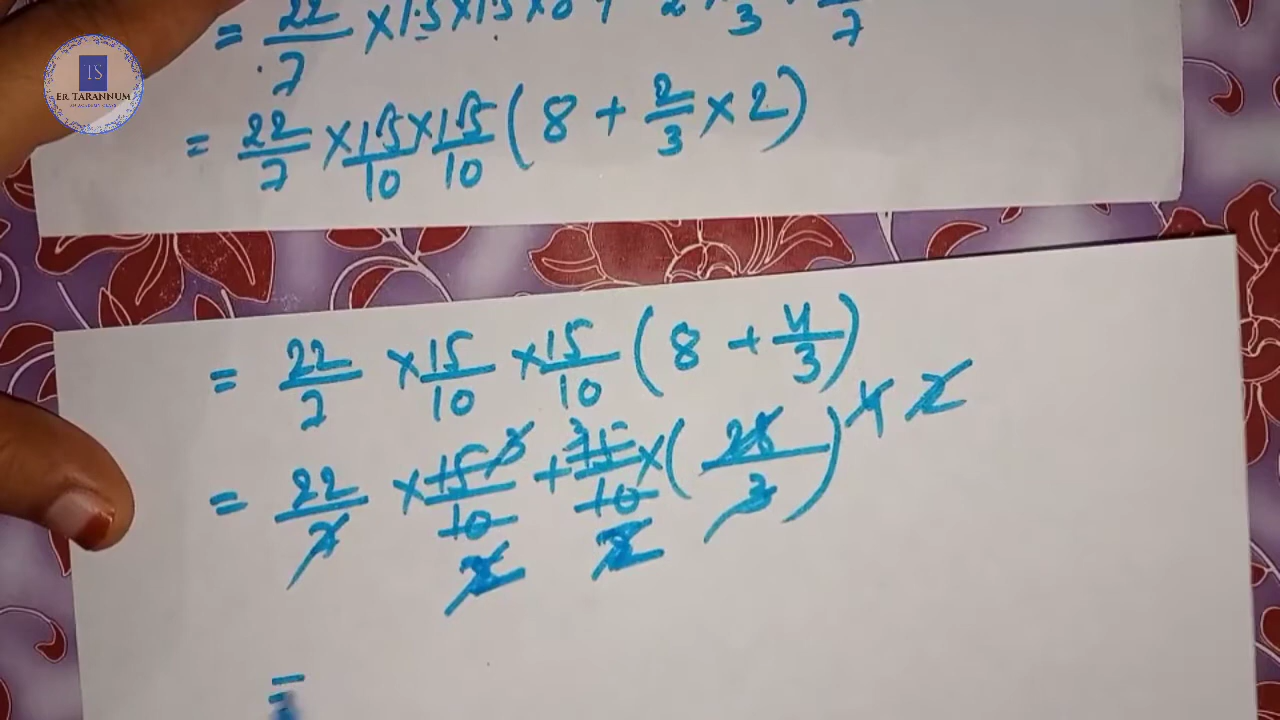 TS
ER TARANNUM
= 22/7 × 1.5 × 1.5 ×
= 22/7 × 15/10 × 15/10 ( 8 + 2/3 × 2 )
= 22/7 × 15/10 × 15/10 ( 8 + 4/3 )
= 22/7 × 15/10 + 15/10 × ( 28/3 )
=